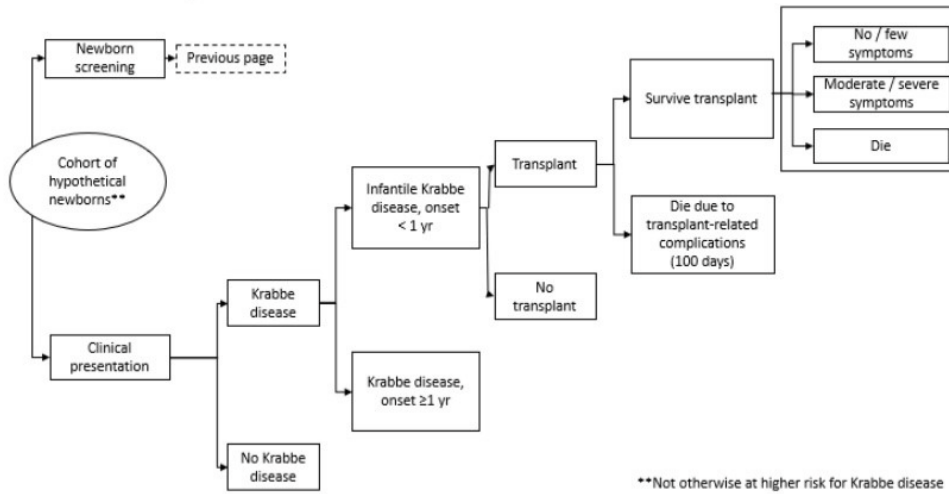 Newborn
screening
Previous page
Cohort of
hypothetical
newborns**
Clinical
presentation
Krabbe
disease
No Krabbe
disease
Infantile Krabbe
disease, onset
< 1 yr
Krabbe disease,
onset ≥1 yr
Transplant
No
transplant
Survive transplant
Die due to
transplant-related
complications
(100 days)
No / few
symptoms
Moderate / severe
symptoms
Die
**Not otherwise at higher risk for Krabbe disease